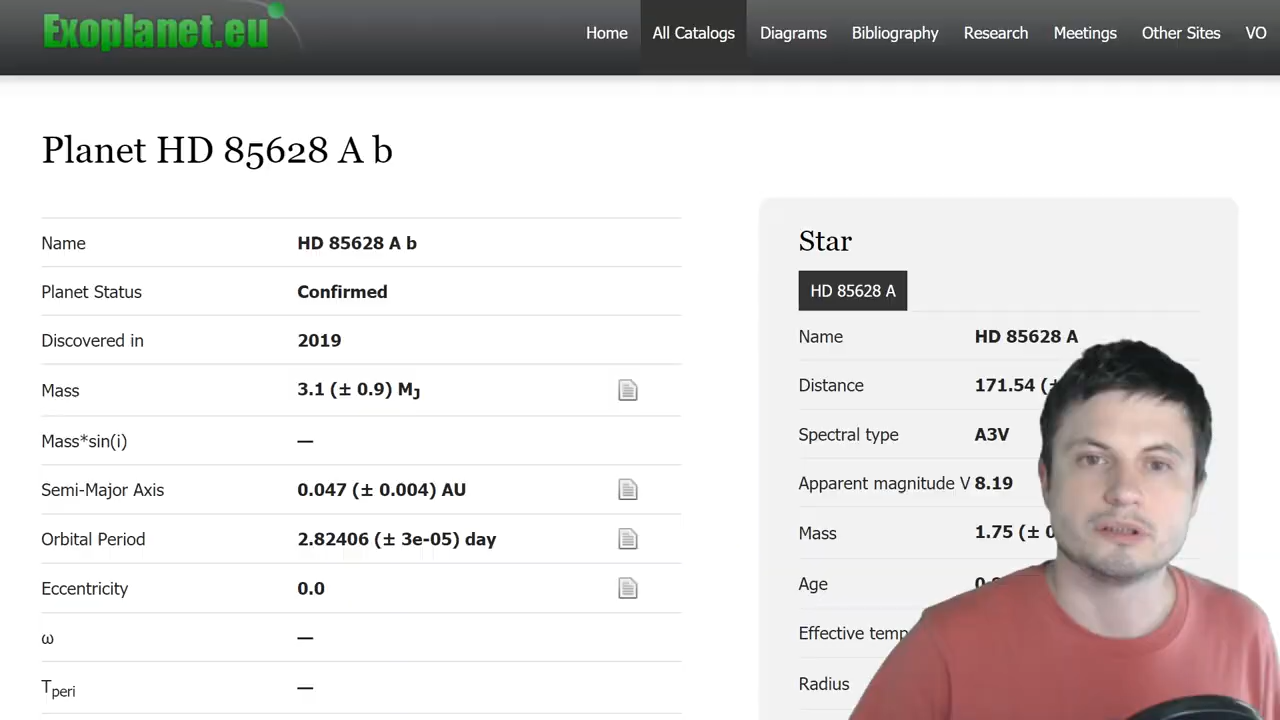 Exoplanet.eu
Home All Catalogs Diagrams Bibliography Research Meetings Other Sites VO
Planet HD 85628 A b
Name HD 85628 A b
Planet Status Confirmed
Discovered in 2019
Mass 3.1 (± 0.9) MJ
Mass*sin(i) —
Semi-Major Axis 0.047 (± 0.004) AU
Orbital Period 2.82406 (± 3e-05) day
Eccentricity 0.0
ω —
Tperi —
Star
HD 85628 A
Name HD 85628 A
Distance 171.54
Spectral type A3V
Apparent magnitude V 8.19
Mass 1.75 (±
Age
Effective temp
Radius